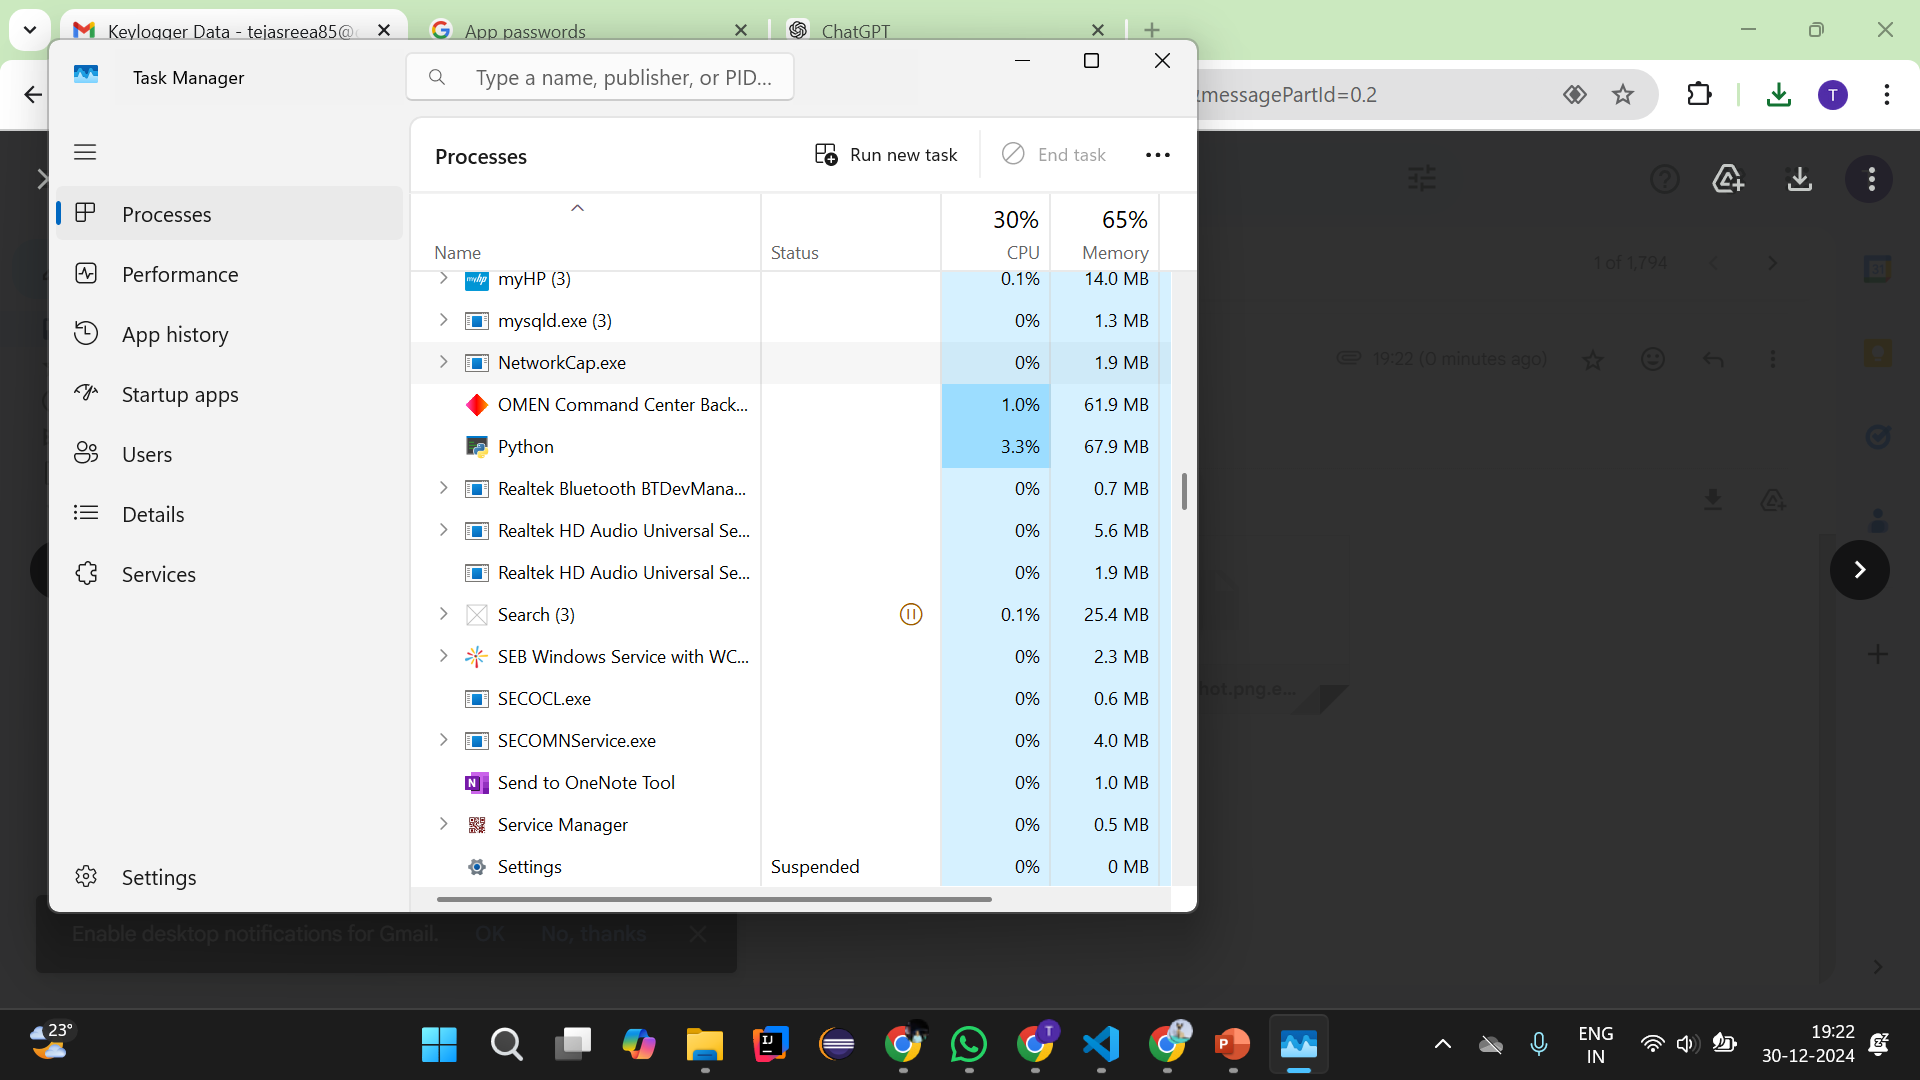 Keylogger Data - tejasreea85@
App passwords
ChatGPT
Task Manager
Type a name, publisher, or PID...
messagePartId=0.2
T
Processes
Run new task
End task
Processes
Performance
App history
Startup apps
Users
Details
Services
Settings
30%
65%
Name
Status
CPU
Memory
myHP (3)
0.1%
14.0 MB
mysqld.exe (3)
0%
1.3 MB
NetworkCap.exe
0%
1.9 MB
OMEN Command Center Back...
1.0%
61.9 MB
Python
3.3%
67.9 MB
Realtek Bluetooth BTDevMana...
0%
0.7 MB
Realtek HD Audio Universal Se...
0%
5.6 MB
Realtek HD Audio Universal Se...
0%
1.9 MB
Search (3)
0.1%
25.4 MB
SEB Windows Service with WC...
0%
2.3 MB
SECOCL.exe
0%
0.6 MB
SECOMNService.exe
0%
4.0 MB
Send to OneNote Tool
0%
1.0 MB
Service Manager
0%
0.5 MB
Settings
Suspended
0%
0 MB
1 of 1,794
19:22 (0 minutes ago)
hot.png.e...
Enable desktop notifications for Gmail.
OK
No, thanks
23°
ENG
IN
19:22
30-12-2024